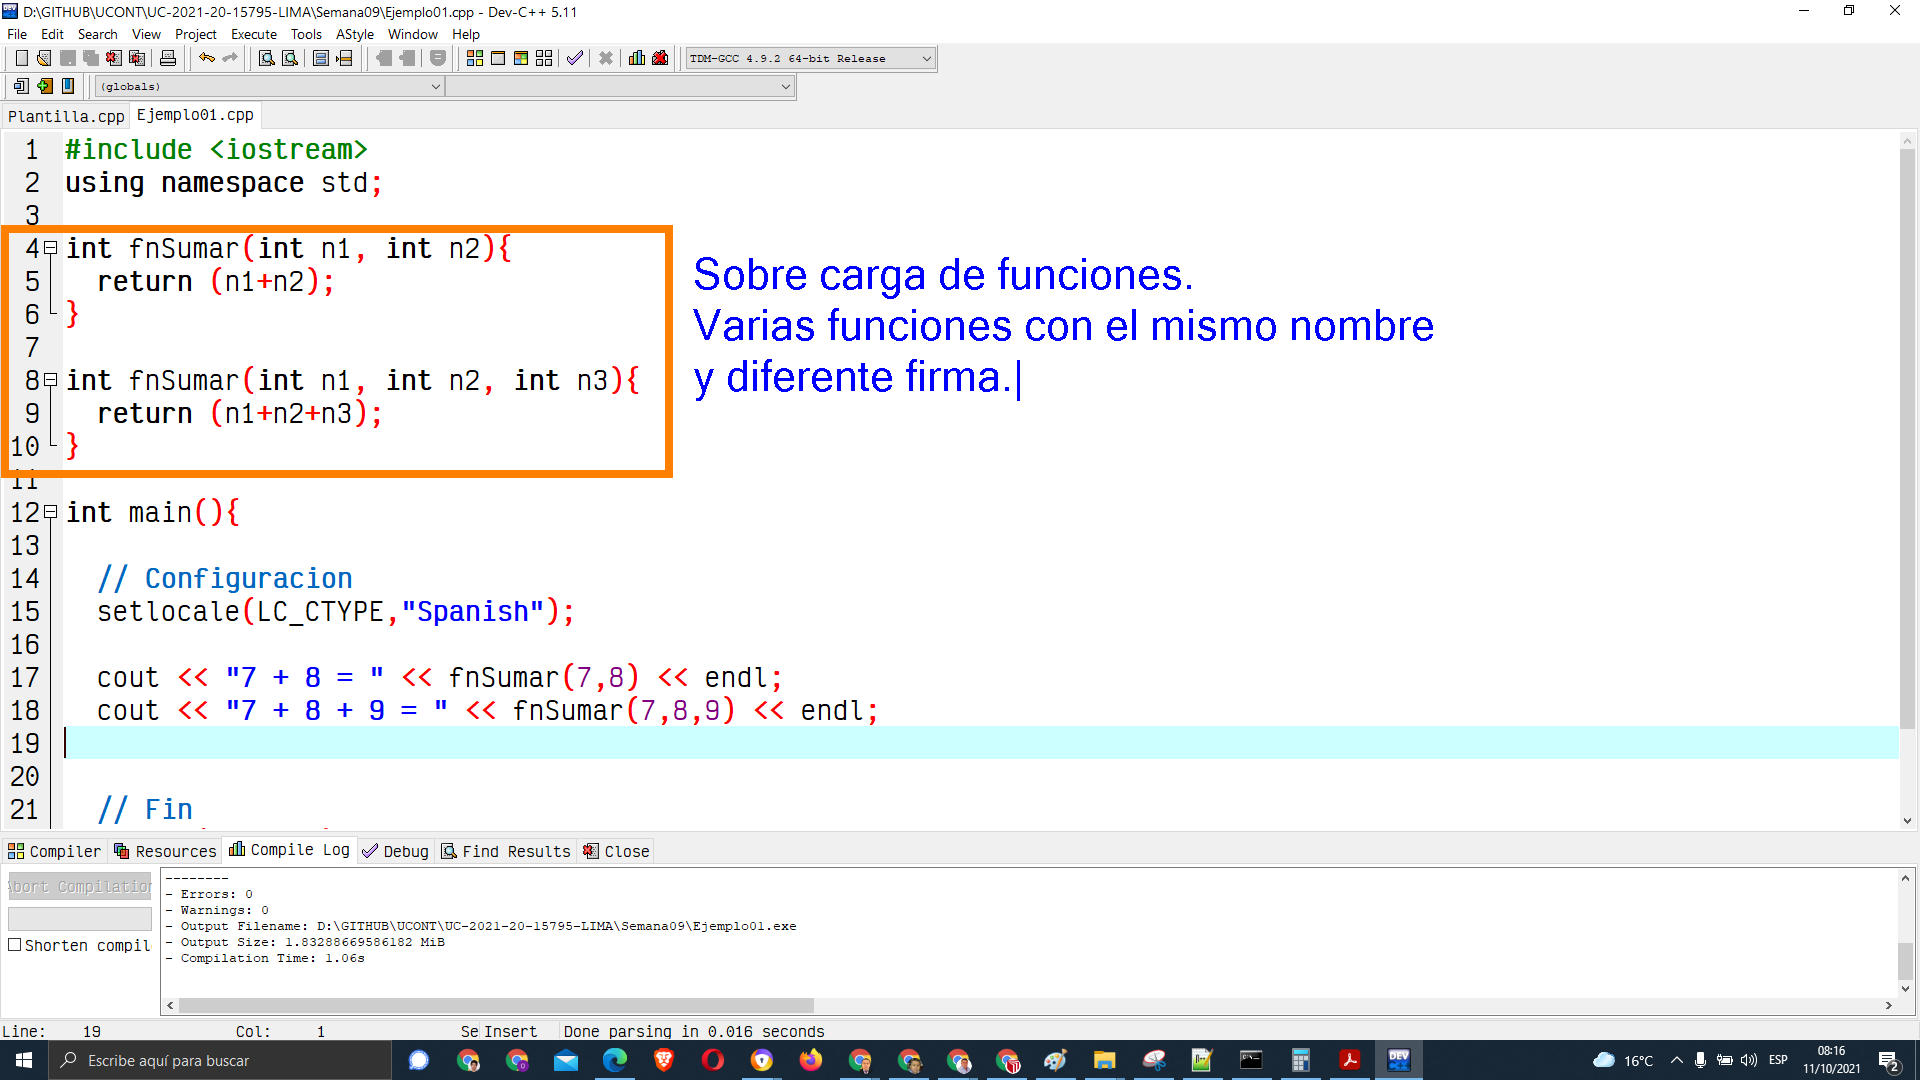 D:\GITHUB\UCONT\UC-2021-20-15795-LIMA\Semana09\Ejemplo01.cpp - Dev-C++ 5.11
File Edit Search View Project Execute Tools AStyle Window Help
TDM-GCC 4.9.2 64-bit Release
(globals)
Plantilla.cpp Ejemplo01.cpp
1 #include <iostream>
2 using namespace std;
3
4 int fnSumar(int n1, int n2){
5 return (n1+n2);
6 }
7
8 int fnSumar(int n1, int n2, int n3){
9 return (n1+n2+n3);
10 }
11
12 int main(){
13
14 // Configuracion
15 setlocale(LC_CTYPE,"Spanish");
16
17 cout << "7 + 8 = " << fnSumar(7,8) << endl;
18 cout << "7 + 8 + 9 = " << fnSumar(7,8,9) << endl;
19
20
21 // Fin
Sobre carga de funciones.
Varias funciones con el mismo nombre
y diferente firma.
Compiler Resources Compile Log Debug Find Results Close
Abort Compilation
Shorten compil
--------
- Errors: 0
- Warnings: 0
- Output Filename: D:\GITHUB\UCONT\UC-2021-20-15795-LIMA\Semana09\Ejemplo01.exe
- Output Size: 1.83288669586182 MiB
- Compilation Time: 1.06s
Line: 19 Col: 1 Se Insert Done parsing in 0.016 seconds
Escribe aquí para buscar
16°C
ESP
08:16
11/10/2021
2